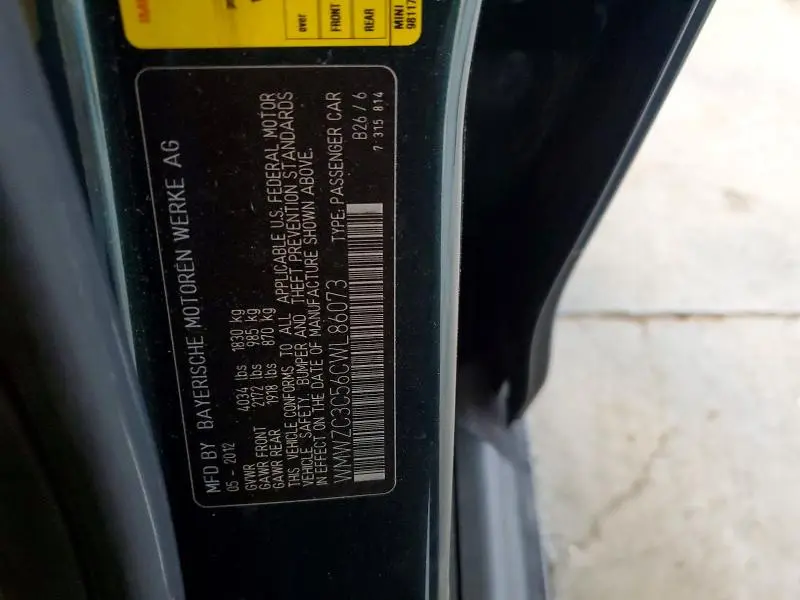 over
FRONT
REAR
MINI
MFD BY BAYERISCHE MOTOREN WERKE AG
05 - 2012
GVWR 4034 lbs 1830 kg
GAWR FRONT 2172 lbs 985 kg
GAWR REAR 1918 lbs 870 kg
THIS VEHICLE CONFORMS TO ALL APPLICABLE U.S. FEDERAL MOTOR
VEHICLE SAFETY, BUMPER AND THEFT PREVENTION STANDARDS
IN EFFECT ON DATE OF MANUFACTURE SHOWN ABOVE.
WMWZC3C56CWL86073 TYPE: PASSENGER CAR
B26 / 6
7 315 814